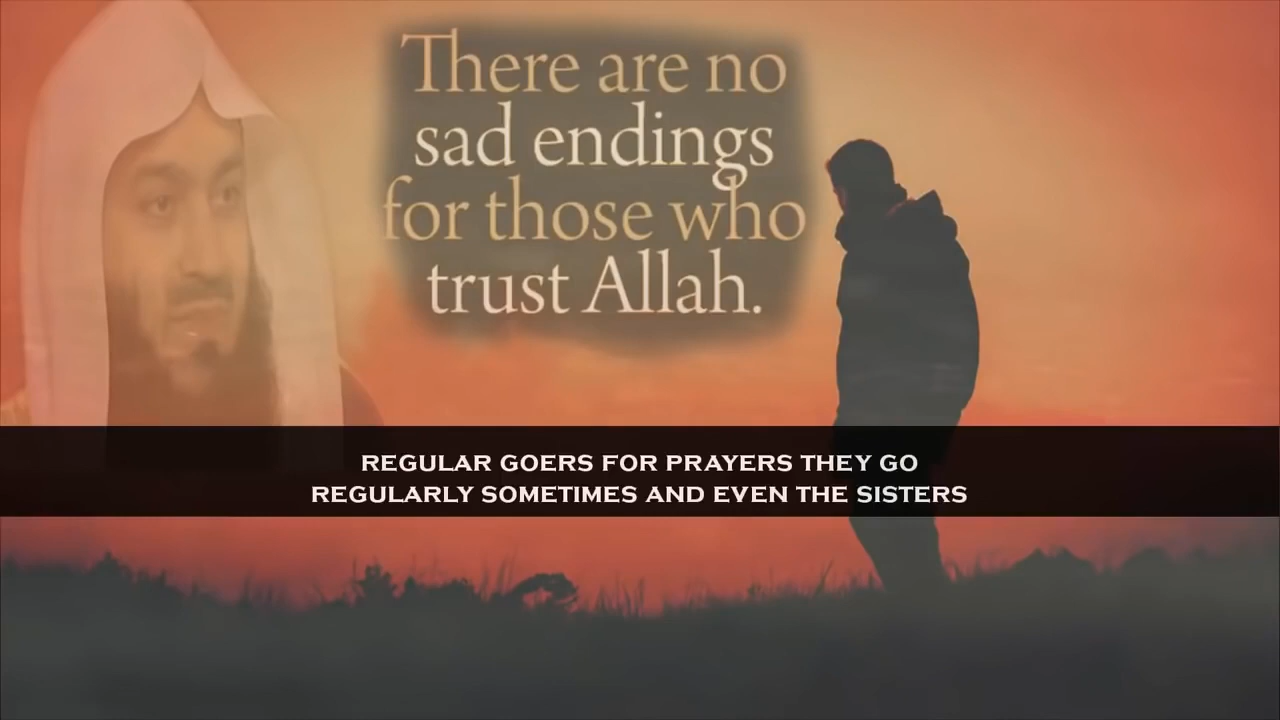 There are no
sad endings
for those who
trust Allah.
REGULAR GOERS FOR PRAYERS THEY GO
REGULARLY SOMETIMES AND EVEN THE SISTERS